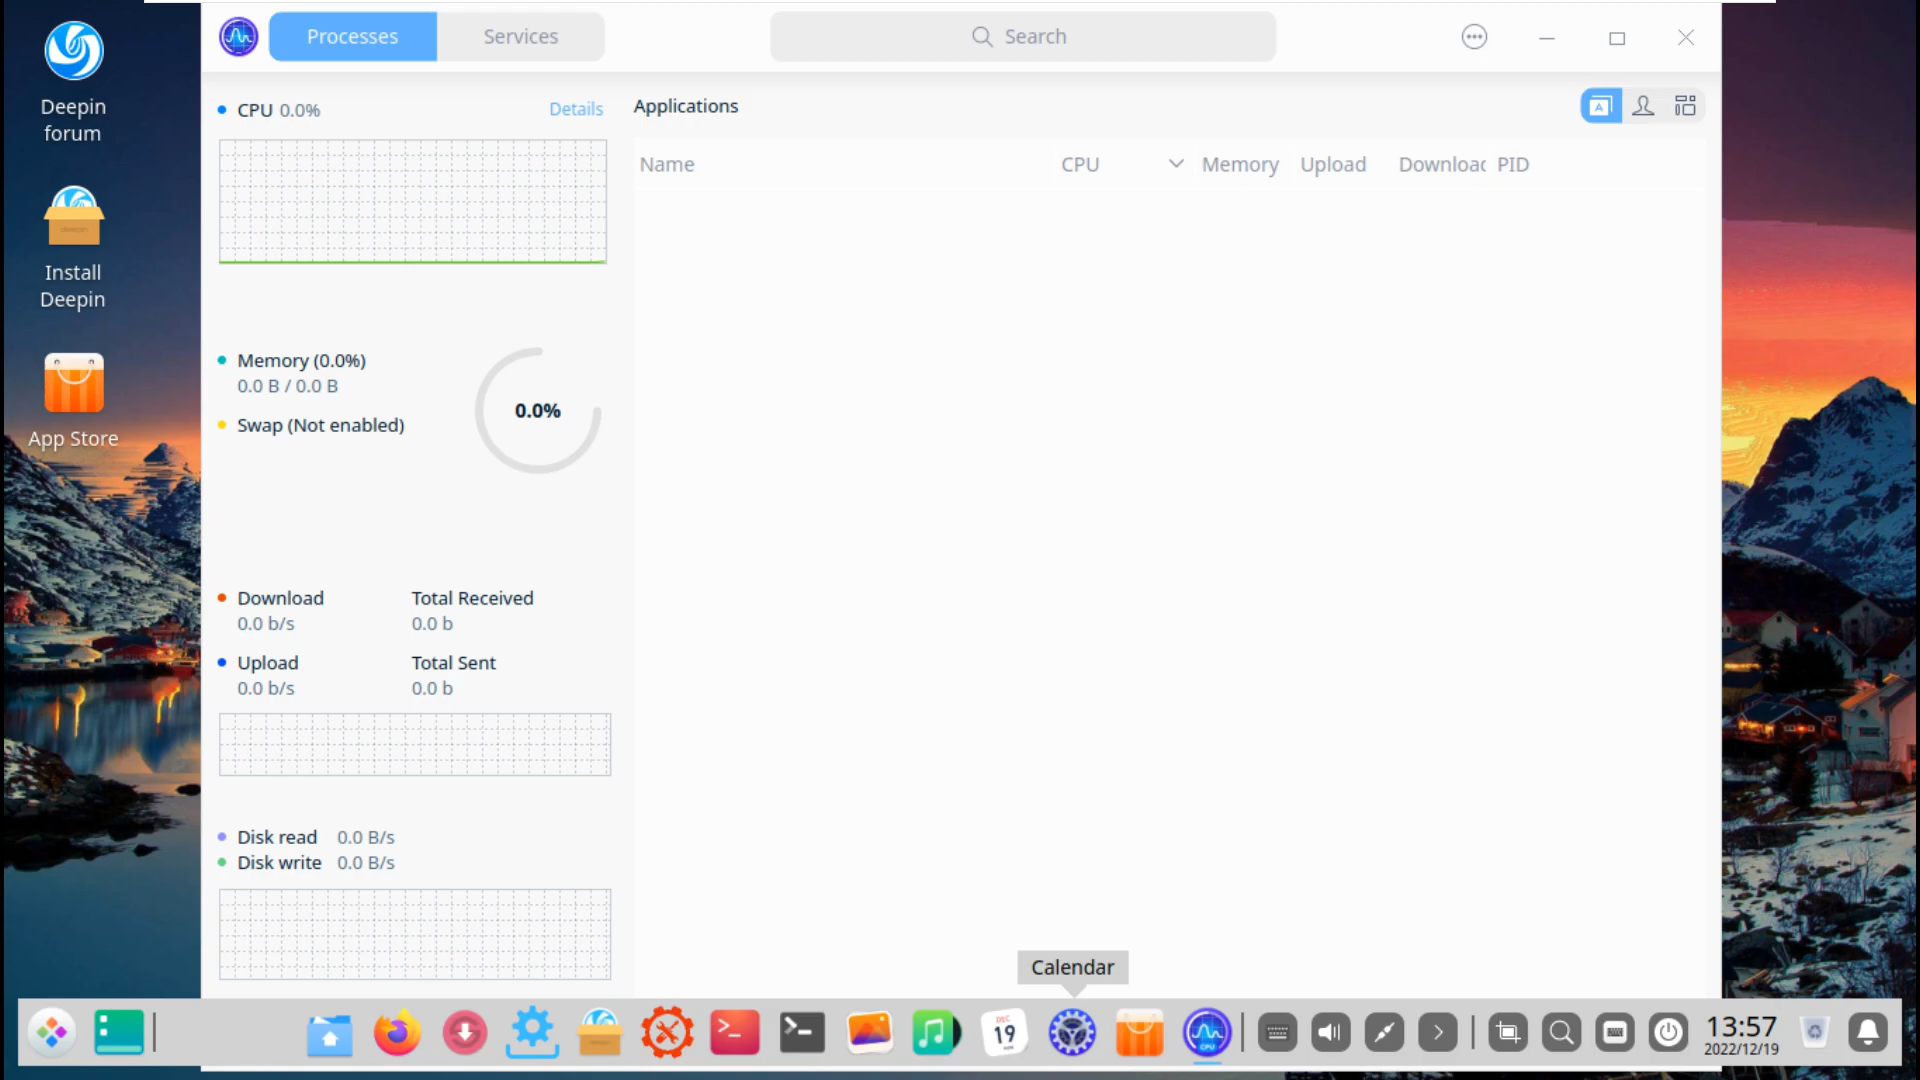 Deepin
forum
Install
Deepin
App Store
Processes
Services
Search
CPU 0.0%
Details
Memory (0.0%)
0.0 B / 0.0 B
Swap (Not enabled)
0.0%
Download
0.0 b/s
Total Received
0.0 b
Upload
0.0 b/s
Total Sent
0.0 b
Disk read 0.0 B/s
Disk write 0.0 B/s
Applications
Name CPU Memory Upload Downloac PID
Calendar
DEC
19
CPU
13:57
2022/12/19